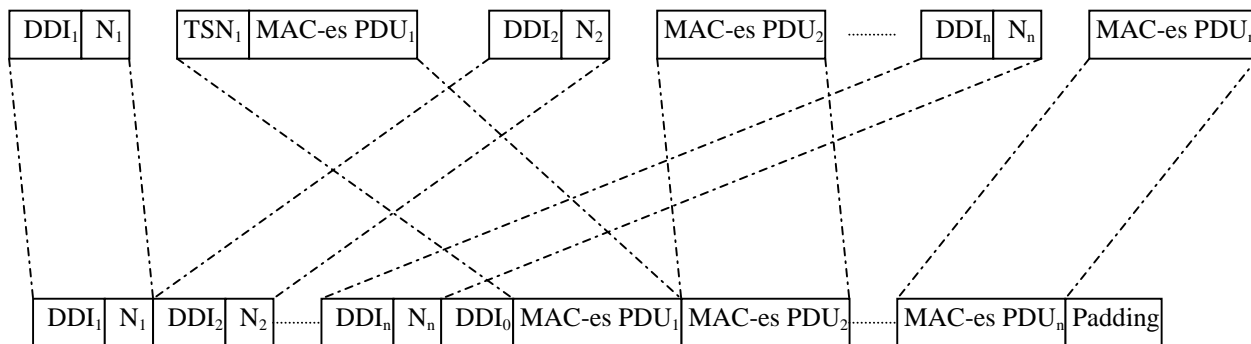 DDI₁ N₁ TSN₁ MAC-es PDU₁ DDI₂ N₂ MAC-es PDU₂ ............ DDIₙ Nₙ MAC-es PDUₙ
DDI₁ N₁ DDI₂ N₂ ............ DDIₙ Nₙ DDI₀ MAC-es PDU₁ MAC-es PDU₂ ............ MAC-es PDUₙ Padding